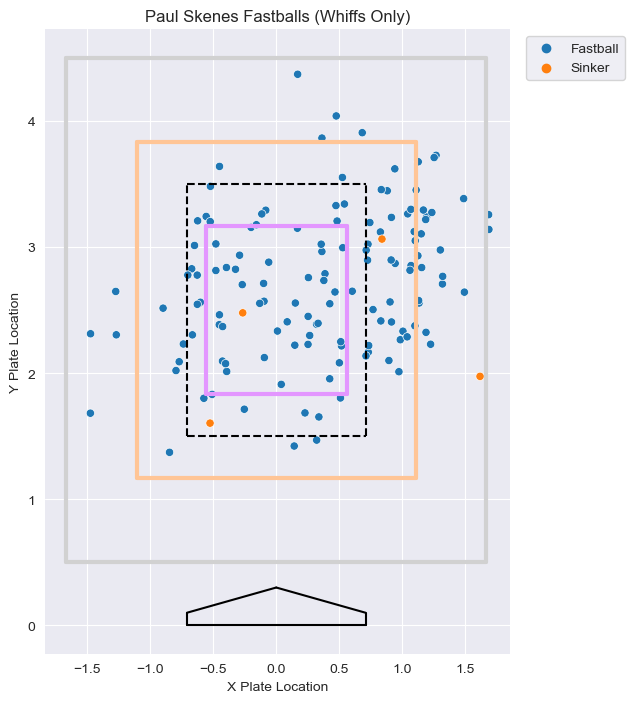 Paul Skenes Fastballs (Whiffs Only)
Fastball
Sinker
Y Plate Location
4
3
2
1
0
−1.5 −1.0 −0.5 0.0 0.5 1.0 1.5
X Plate Location